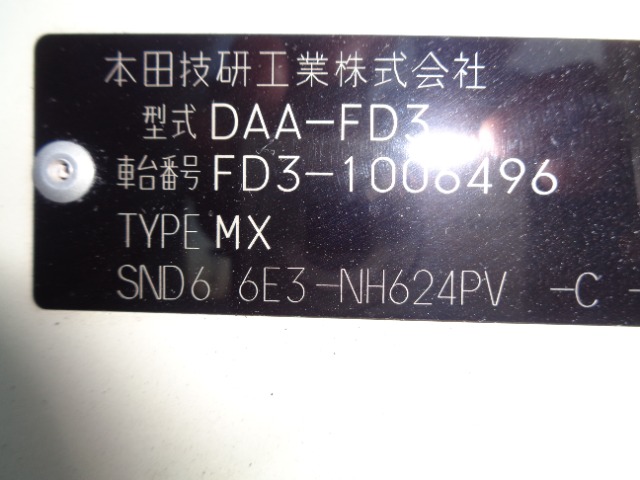 本田技研工業株式会社
型式 DAA-FD3
車台番号 FD3-1006496
TYPE MX
SND6 6E3-NH624PV -C -